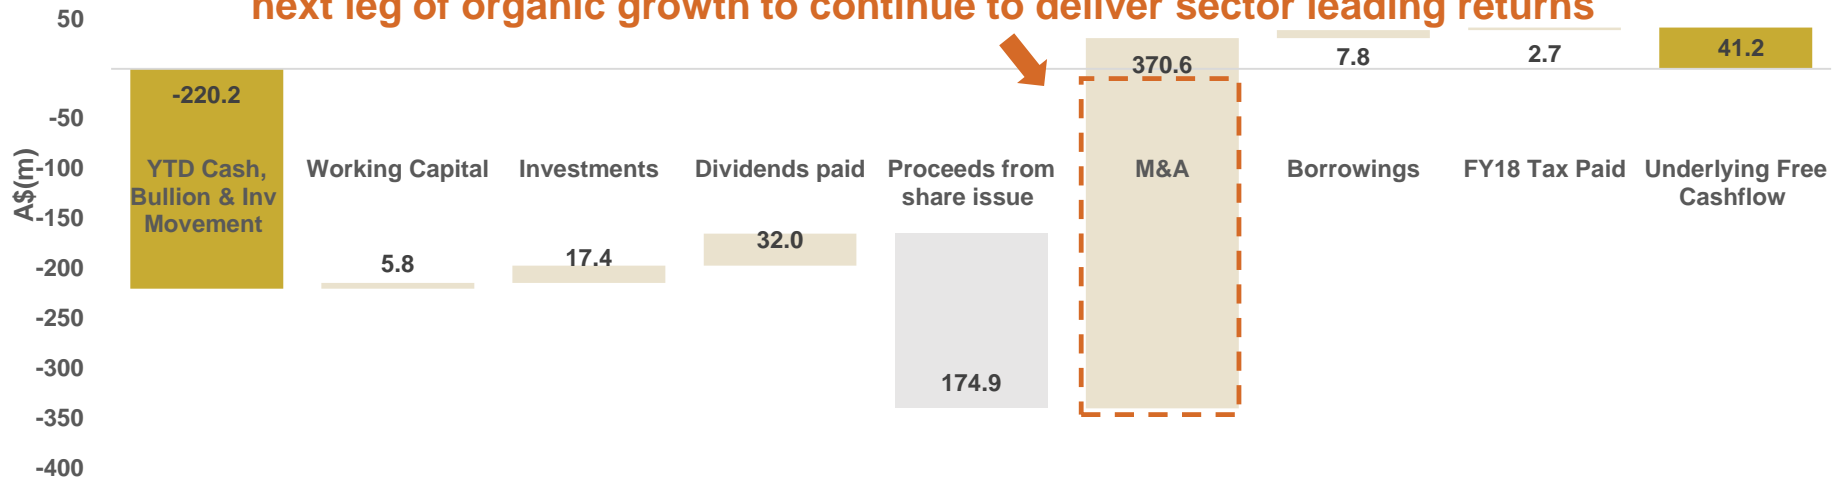 next leg of organic growth to continue to deliver sector leading returns
50
-50
-100
-150
-200
-250
-300
-350
-400
A$(m)
-220.2
5.8
17.4
32.0
174.9
370.6
7.8
2.7
41.2
YTD Cash,
Bullion & Inv
Movement
Working Capital
Investments
Dividends paid
Proceeds from
share issue
M&A
Borrowings
FY18 Tax Paid
Underlying Free
Cashflow